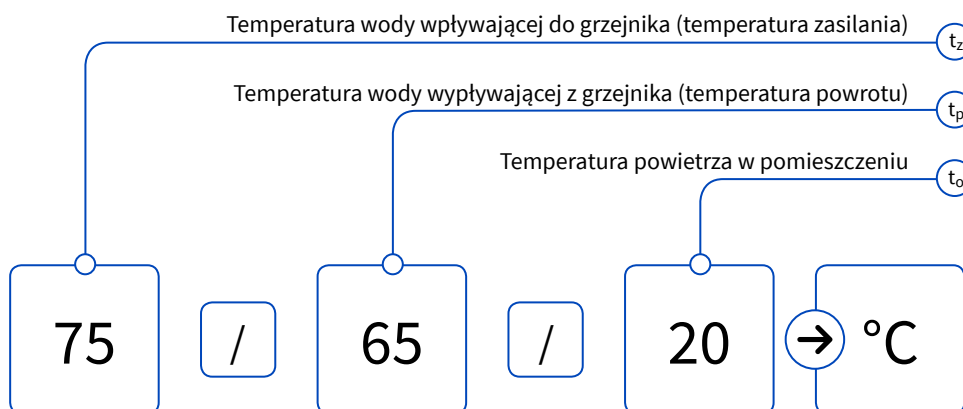 Temperatura wody wpływającej do grzejnika (temperatura zasilania) tz
Temperatura wody wypływającej z grzejnika (temperatura powrotu) tp
Temperatura powietrza w pomieszczeniu to
75 / 65 / 20 → °C